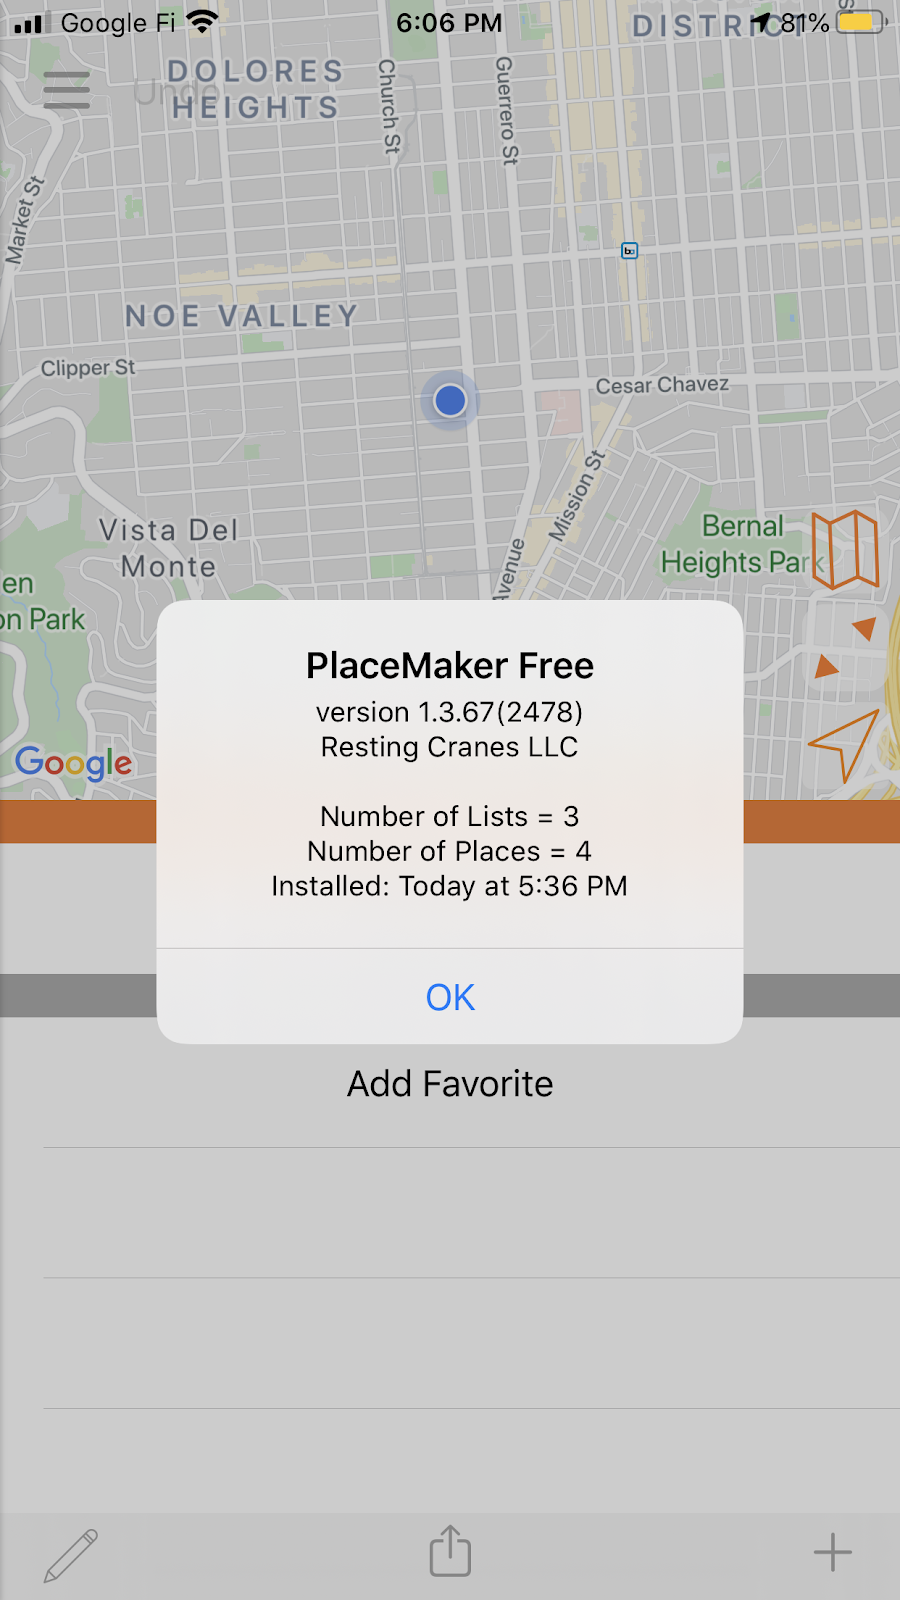 Google Fi
6:06 PM
81%
DISTRICT
Undo
DOLORES
HEIGHTS
Church St
Guerrero St
Market St
NOE VALLEY
Clipper St
Cesar Chavez
Mission St
Vista Del
Monte
Bernal
Heights Park
en
on Park
Avenue
Google
PlaceMaker Free
version 1.3.67(2478)
Resting Cranes LLC
Number of Lists = 3
Number of Places = 4
Installed: Today at 5:36 PM
OK
Add Favorite